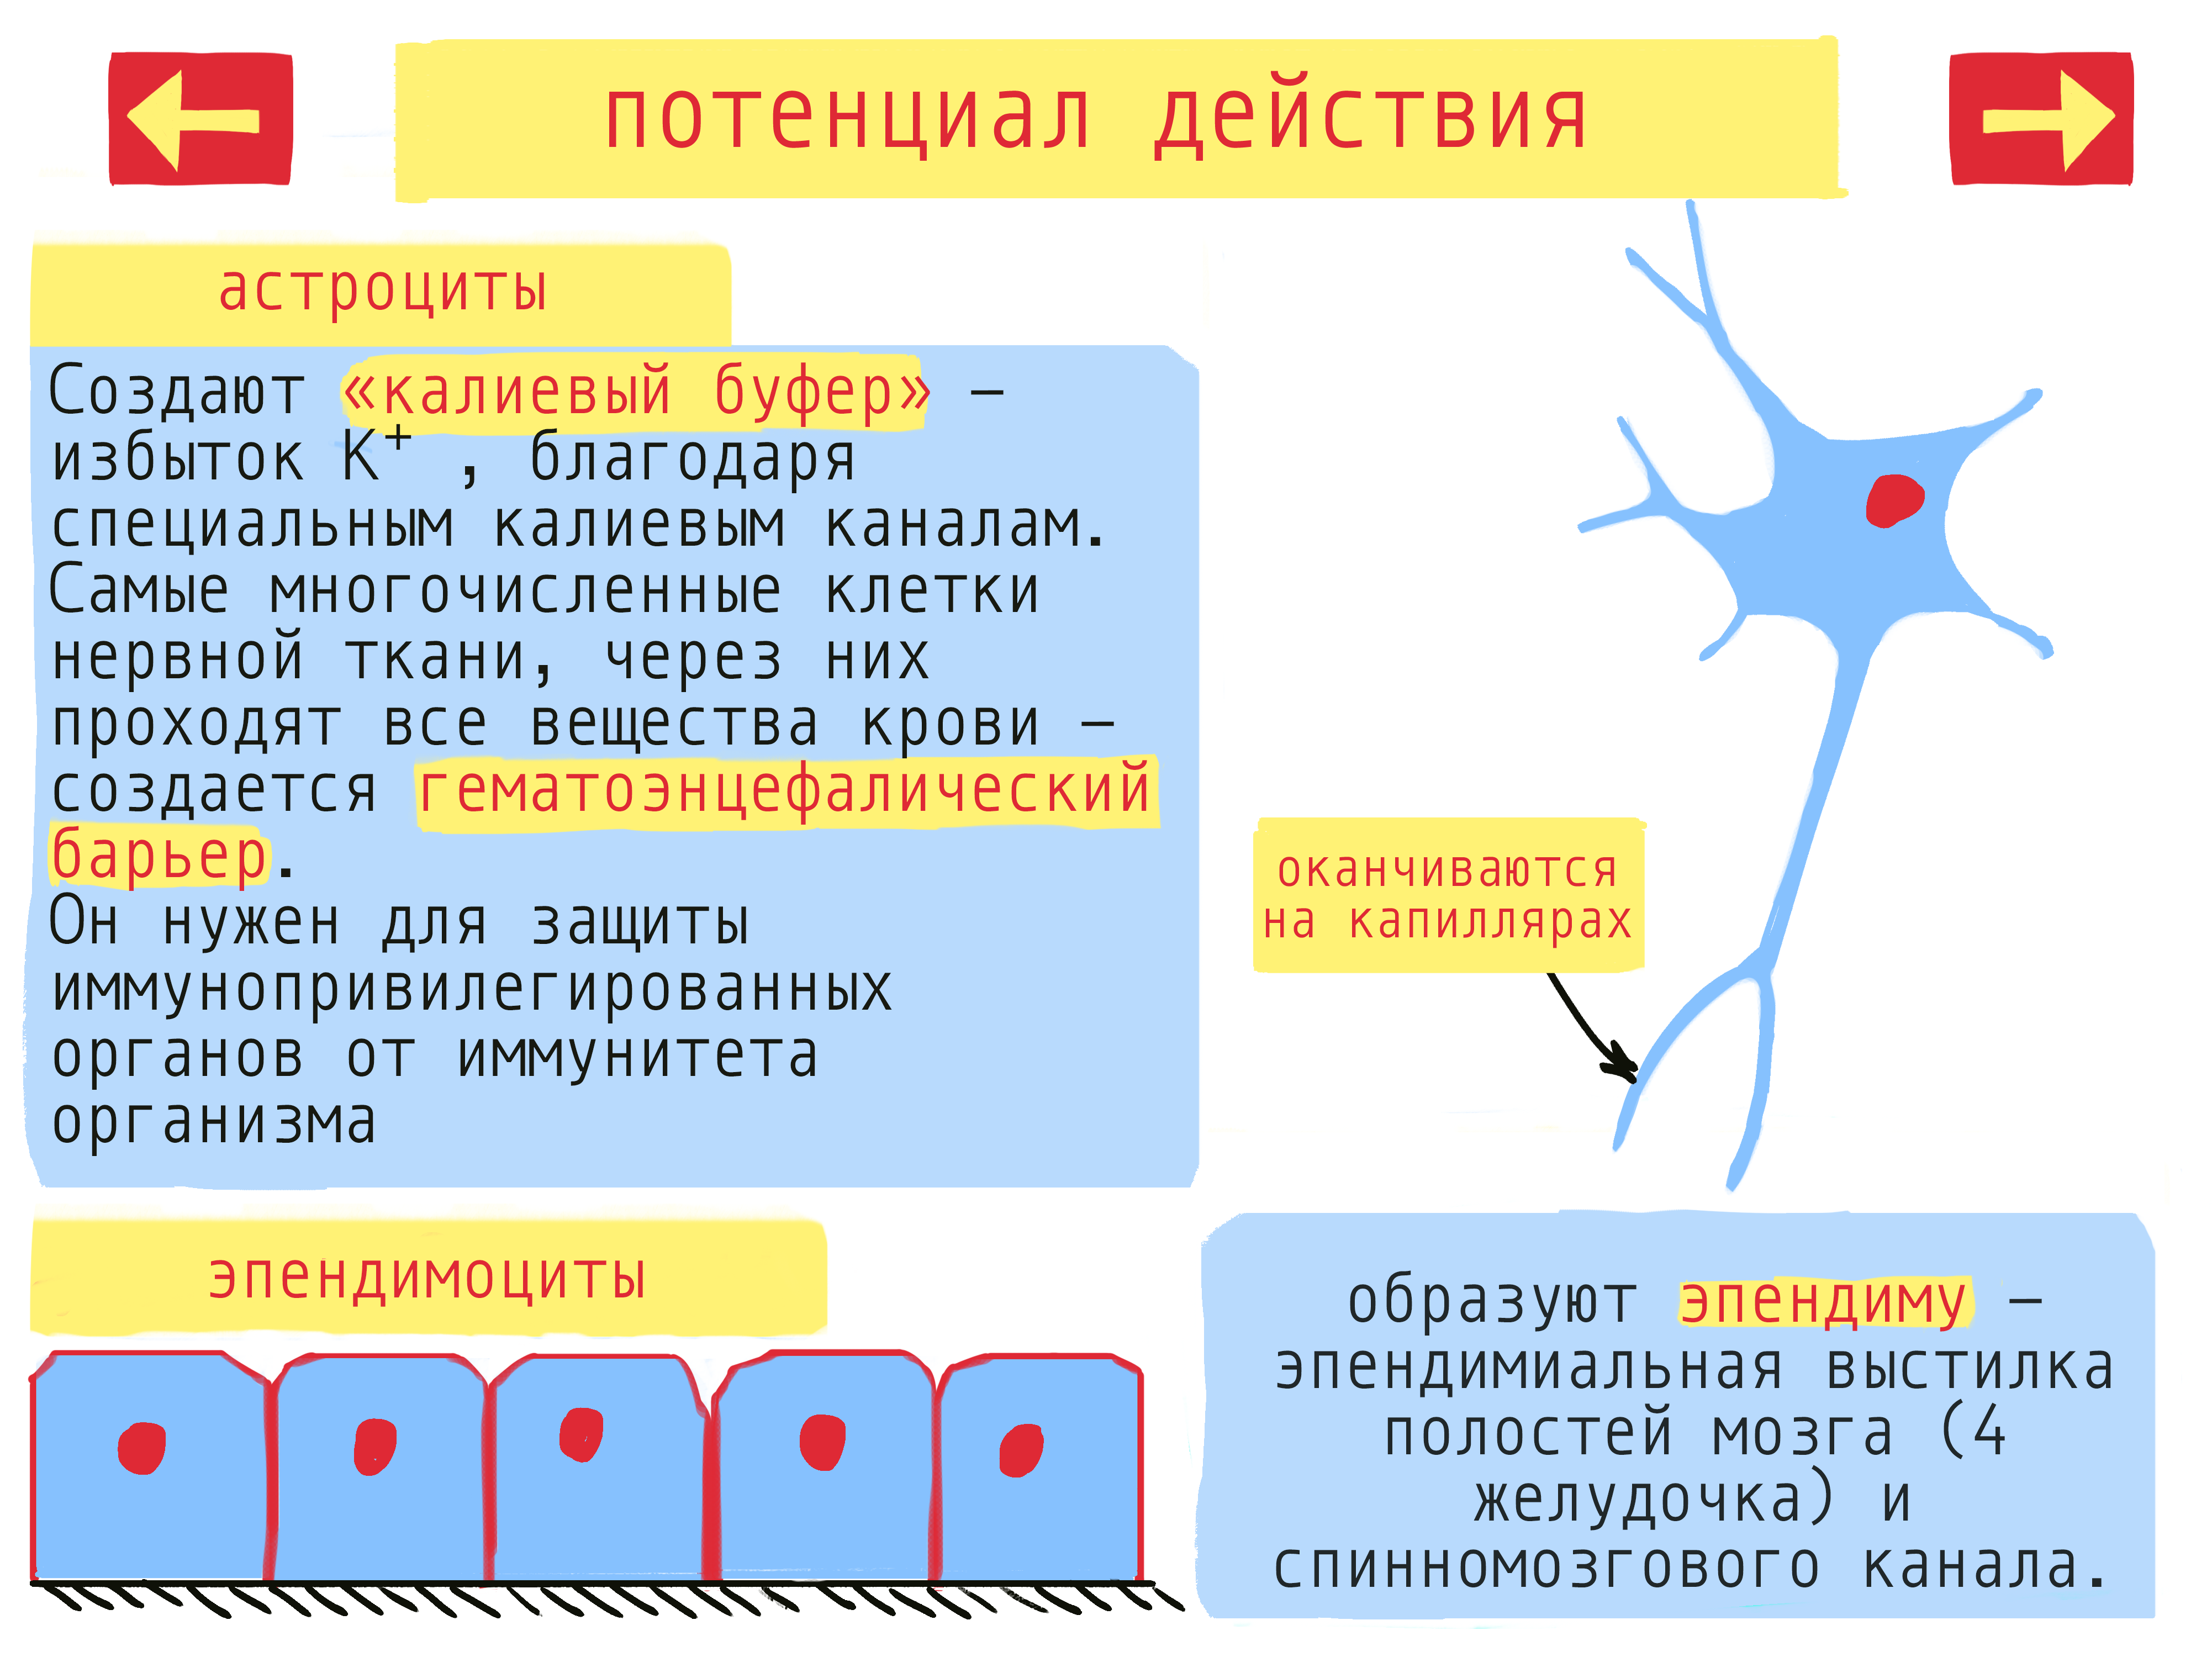 потенциал действия
астроциты
Создают «калиевый буфер» –
избыток К⁺ , благодаря
специальным калиевым каналам.
Самые многочисленные клетки
нервной ткани, через них
проходят все вещества крови –
создается гематоэнцефалический
барьер.
Он нужен для защиты
иммунопривилегированных
органов от иммунитета
организма
оканчиваются
на капиллярах
эпендимоциты
образуют эпендиму –
эпендимиальная выстилка
полостей мозга (4
желудочка) и
спинномозгового канала.